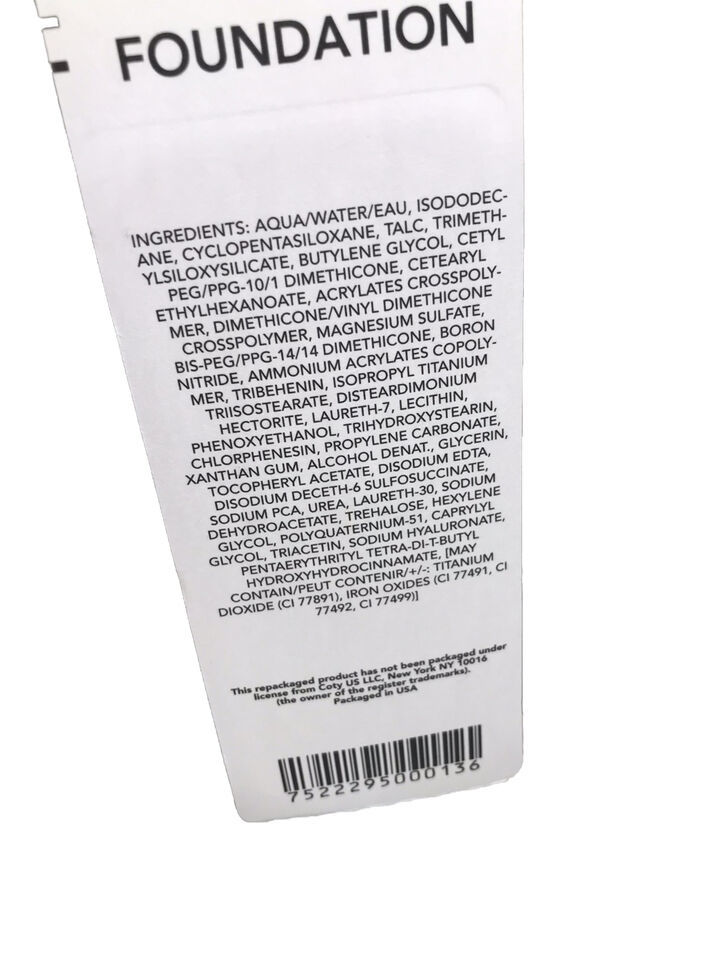 FOUNDATION
INGREDIENTS: AQUA/WATER/EAU, ISODODEC-
ANE, CYCLOPENTASILOXANE, TALC, TRIMETH-
YLSILOXYSILICATE, BUTYLENE GLYCOL, CETYL
PEG/PPG-10/1 DIMETHICONE, CETEARYL
ETHYLHEXANOATE, ACRYLATES CROSSPOLY-
MER, DIMETHICONE/VINYL DIMETHICONE
CROSSPOLYMER, MAGNESIUM SULFATE,
BIS-PEG/PPG-14/14 DIMETHICONE, BORON
NITRIDE, AMMONIUM ACRYLATES COPOLY-
MER, TRIBEHENIN, ISOPROPYL TITANIUM
TRIISOSTEARATE, DISTEARDIMONIUM
HECTORITE, LAURETH-7, LECITHIN,
PHENOXYETHANOL, TRIHYDROXYSTEARIN,
CHLORPHENESIN, PROPYLENE CARBONATE,
XANTHAN GUM, ALCOHOL DENAT., GLYCERIN,
TOCOPHERYL ACETATE, DISODIUM EDTA,
DISODIUM DECETH-6 SULFOSUCCINATE,
SODIUM PCA, UREA, LAURETH-30, SODIUM
DEHYDROACETATE, TREHALOSE, HEXYLENE
GLYCOL, POLYQUATERNIUM-51, CAPRYLYL
GLYCOL, TRIACETIN, SODIUM HYALURONATE,
PENTAERYTHRITYL TETRA-DI-T-BUTYL
HYDROXYHYDROCINNAMATE, [MAY
CONTAIN/PEUT CONTENIR/+/-: TITANIUM
DIOXIDE (CI 77891), IRON OXIDES (CI 77491, CI
77492, CI 77499)]
This repackaged product has not been packaged under
license from Coty US LLC, New York NY 10016
(the owner of the register trademarks).
Packaged in USA
7522295000136